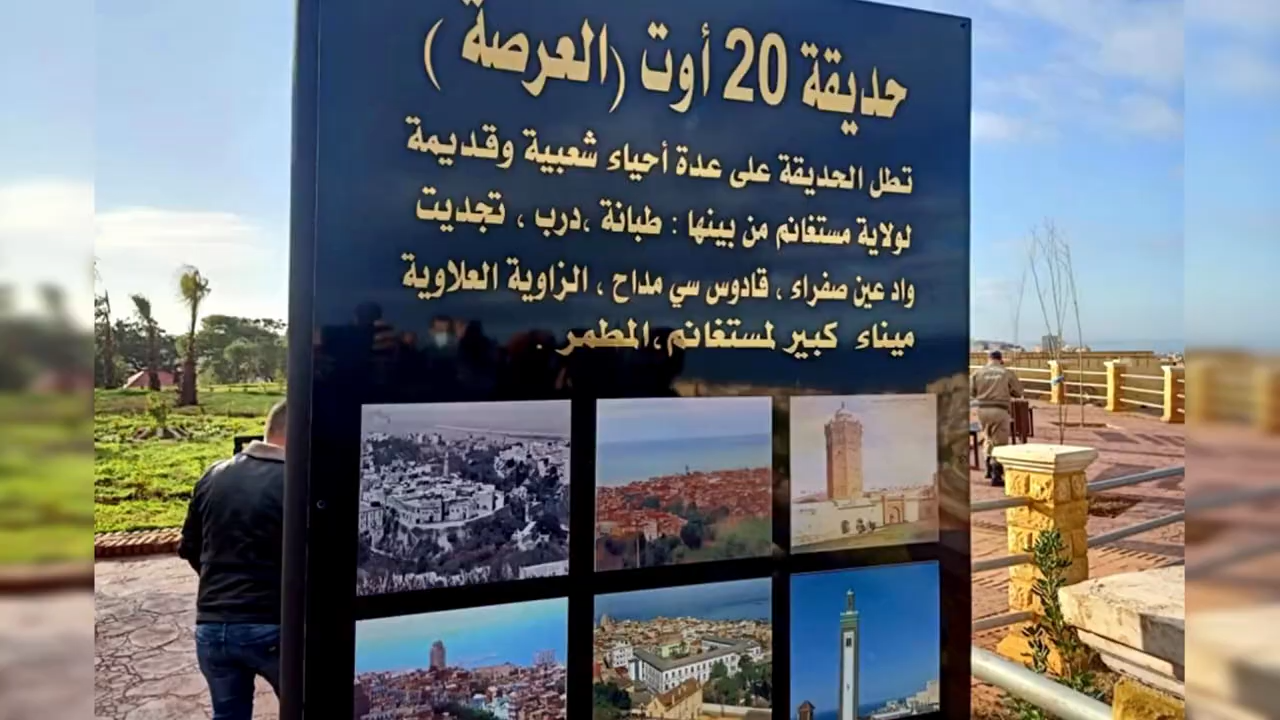 حديقة 20 أوت (العرصة )
تطل الحديقة على عدة أحياء شعبية وقديمة
لولاية مستغانم من بينها : طبانة ،درب ، تجديت
واد عين صفراء ، قادوس سي مداح ، الزاوية العلاوية
ميناء كبير لمستغانم ،المطمر .